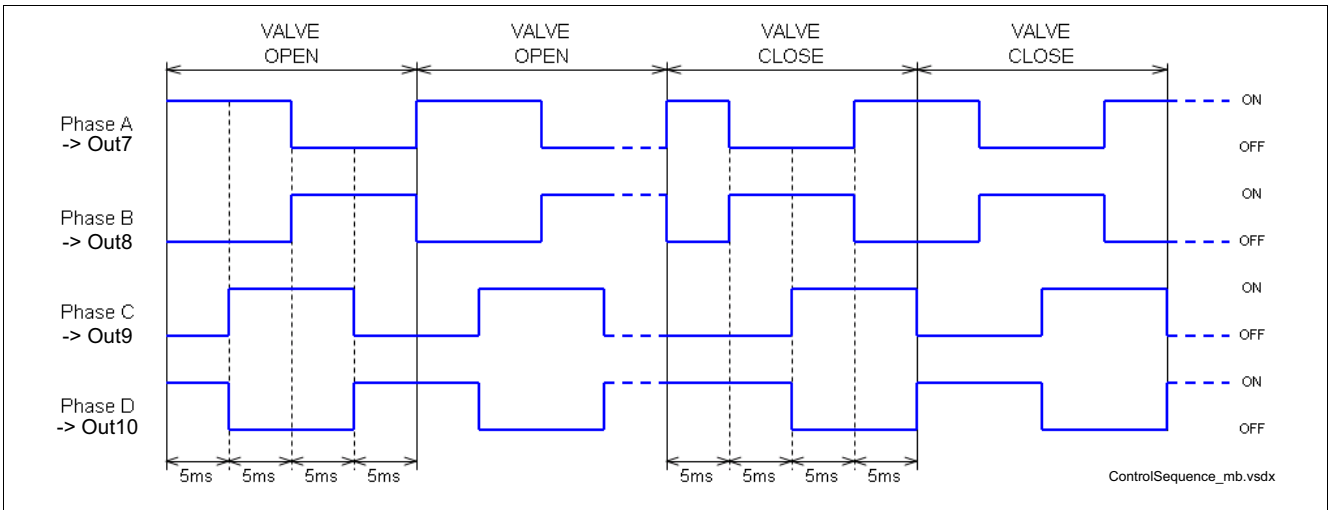 VALVE
OPEN
VALVE
OPEN
VALVE
CLOSE
VALVE
CLOSE
Phase A
-> Out7
ON
OFF
Phase B
-> Out8
ON
OFF
Phase C
-> Out9
ON
OFF
Phase D
-> Out10
ON
OFF
5ms 5ms 5ms 5ms 5ms 5ms 5ms 5ms
ControlSequence_mb.vsdx